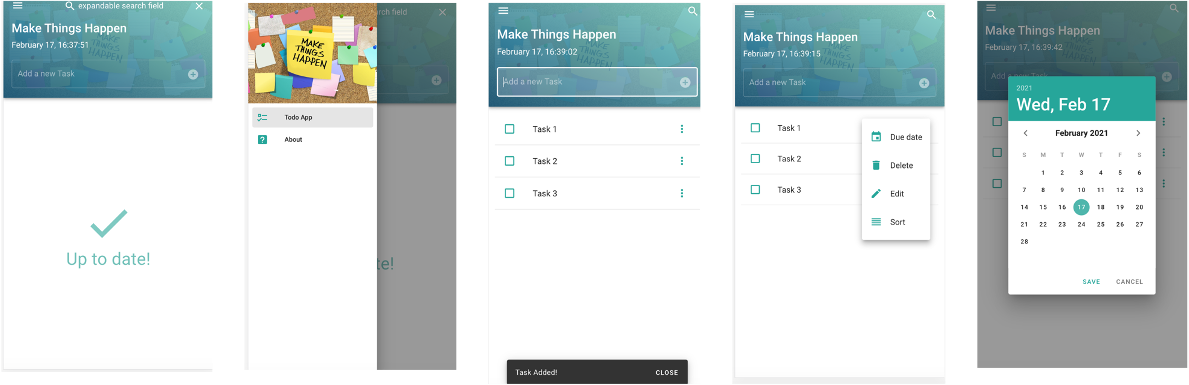 expandable search field
Make Things Happen
February 17, 16:37:51
Add a new Task
Up to date!
MAKE
THINGS
HAPPEN
Todo App
About
Make Things Happen
February 17, 16:39:02
Add a new Task
Task 1
Task 2
Task 3
Task Added!
CLOSE
Make Things Happen
February 17, 16:39:15
Add a new Task
Task 1
Task 2
Task 3
Due date
Delete
Edit
Sort
Make Things Happen
February 17, 16:39:42
2021
Wed, Feb 17
February 2021
S M T W T F S
1 2 3 4 5 6
7 8 9 10 11 12 13
14 15 16 17 18 19 20
21 22 23 24 25 26 27
28
SAVE CANCEL